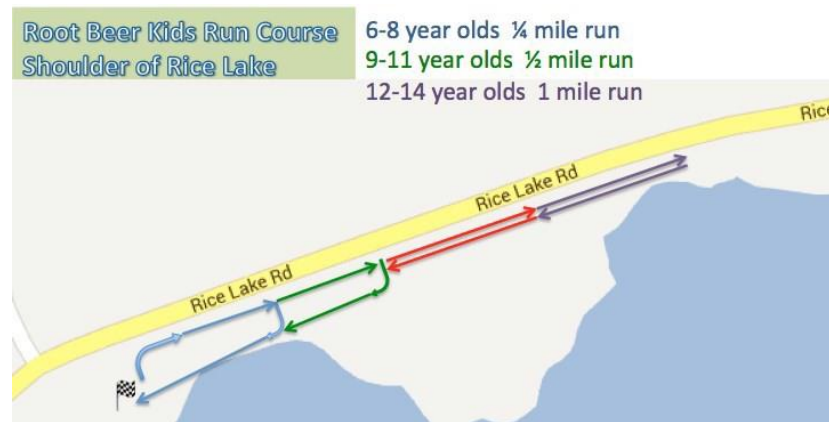 Root Beer Kids Run Course
Shoulder of Rice Lake
6-8 year olds ¼ mile run
9-11 year olds ½ mile run
12-14 year olds 1 mile run
Rice
Rice Lake Rd
Rice Lake Rd